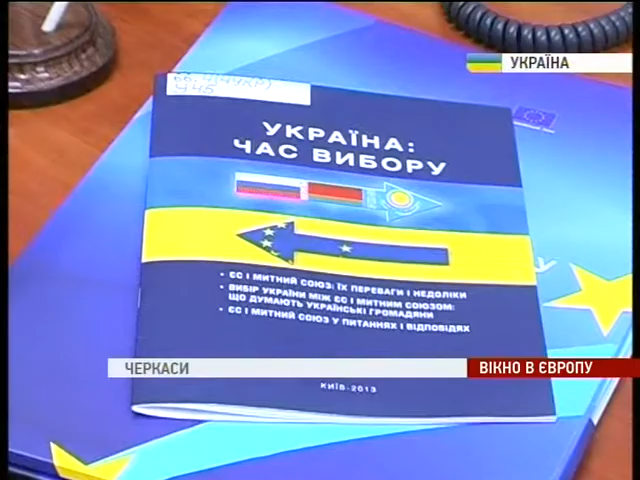 УКРАЇНА
УКРАЇНА:
ЧАС ВИБОРУ
• ЄС І МИТНИЙ СОЮЗ: ЇХ ПЕРЕВАГИ І НЕДОЛІКИ
• ВИБІР УКРАЇНИ МІЖ ЄС І МИТНИМ СОЮЗОМ:
ЩО ДУМАЮТЬ УКРАЇНСЬКІ ГРОМАДЯНИ
• ЄС І МИТНИЙ СОЮЗ У ПИТАННЯХ І ВІДПОВІДЯХ
ЧЕРКАСИ
ВІКНО В ЄВРОПУ
КИЇВ-2013